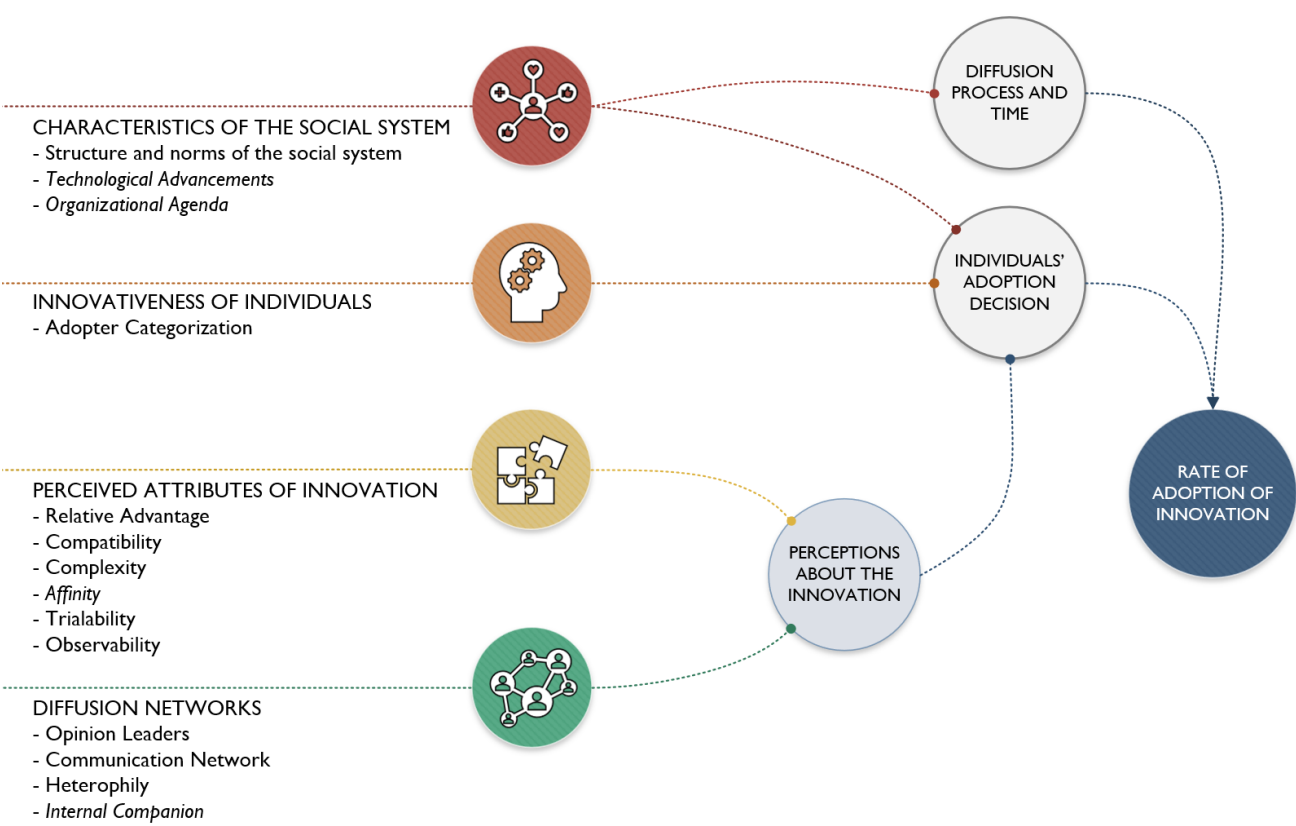 CHARACTERISTICS OF THE SOCIAL SYSTEM
- Structure and norms of the social system
- Technological Advancements
- Organizational Agenda
INNOVATIVENESS OF INDIVIDUALS
- Adopter Categorization
PERCEIVED ATTRIBUTES OF INNOVATION
- Relative Advantage
- Compatibility
- Complexity
- Affinity
- Trialability
- Observability
DIFFUSION NETWORKS
- Opinion Leaders
- Communication Network
- Heterophily
- Internal Companion
PERCEPTIONS
ABOUT THE
INNOVATION
DIFFUSION
PROCESS AND
TIME
INDIVIDUALS’
ADOPTION
DECISION
RATE OF
ADOPTION OF
INNOVATION